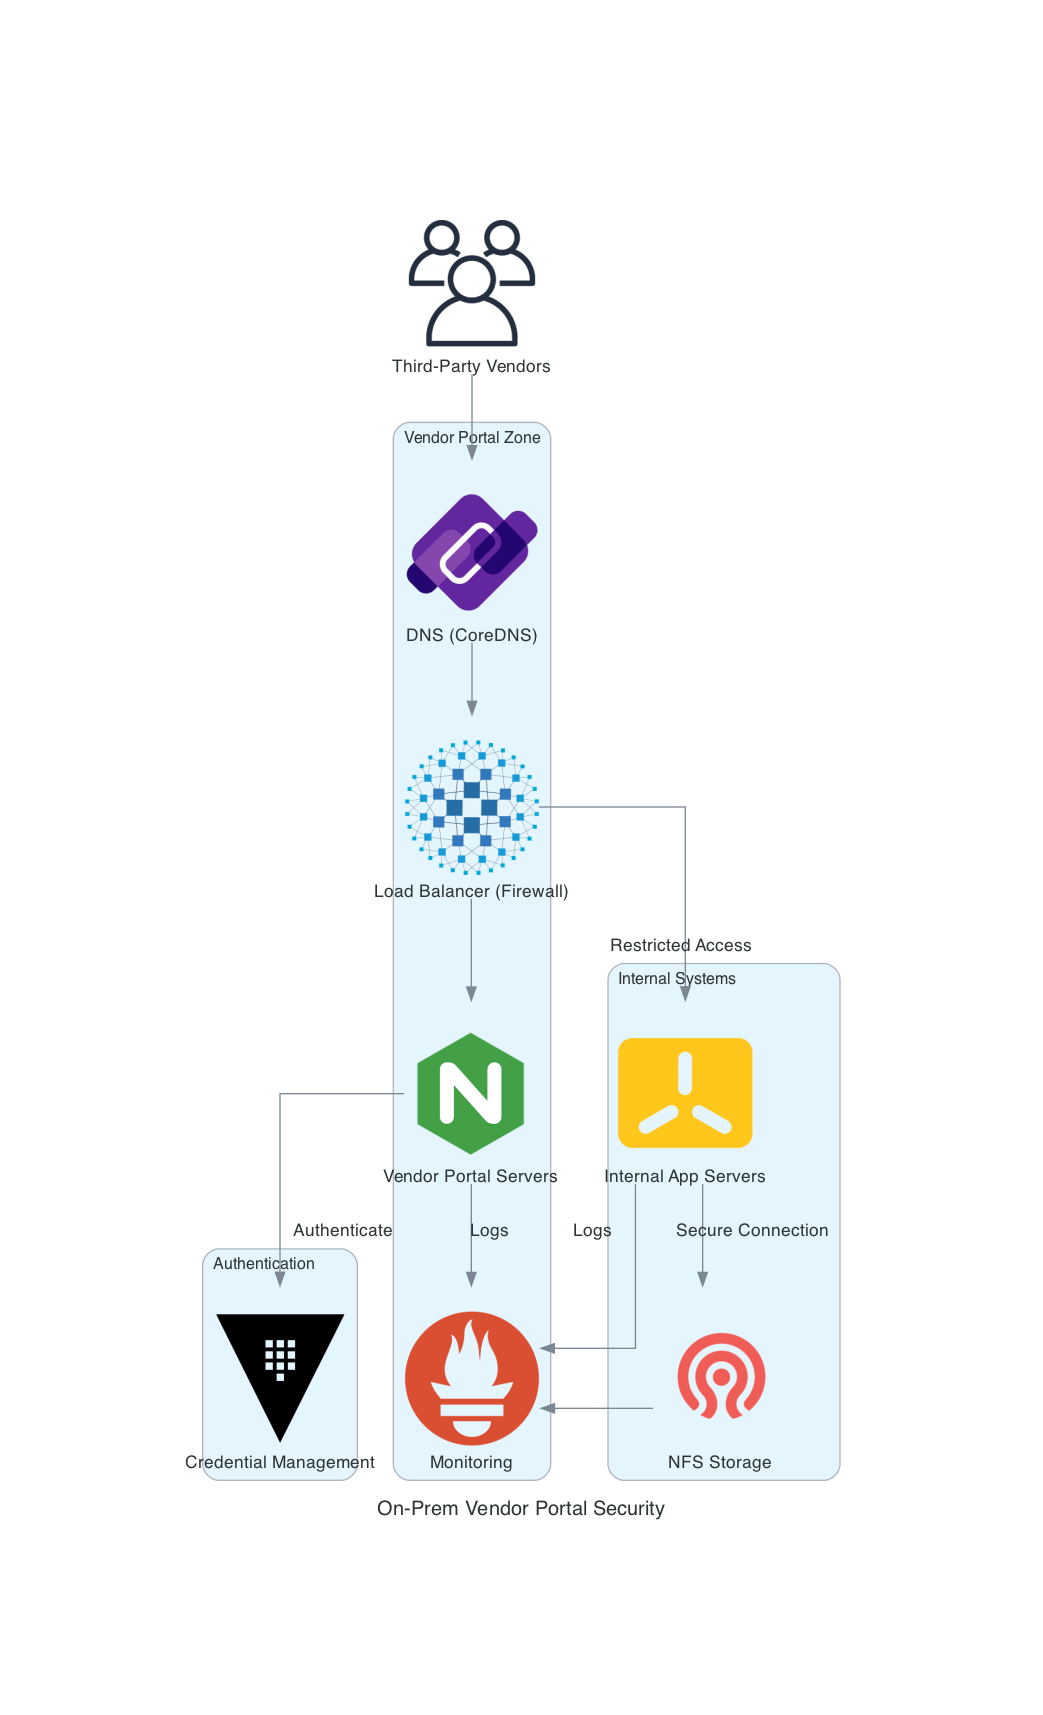 Third-Party Vendors
Vendor Portal Zone
DNS (CoreDNS)
Load Balancer (Firewall)
Restricted Access
Internal Systems
Vendor Portal Servers
Internal App Servers
Authenticate
Logs
Logs
Secure Connection
Authentication
Credential Management
Monitoring
NFS Storage
On-Prem Vendor Portal Security